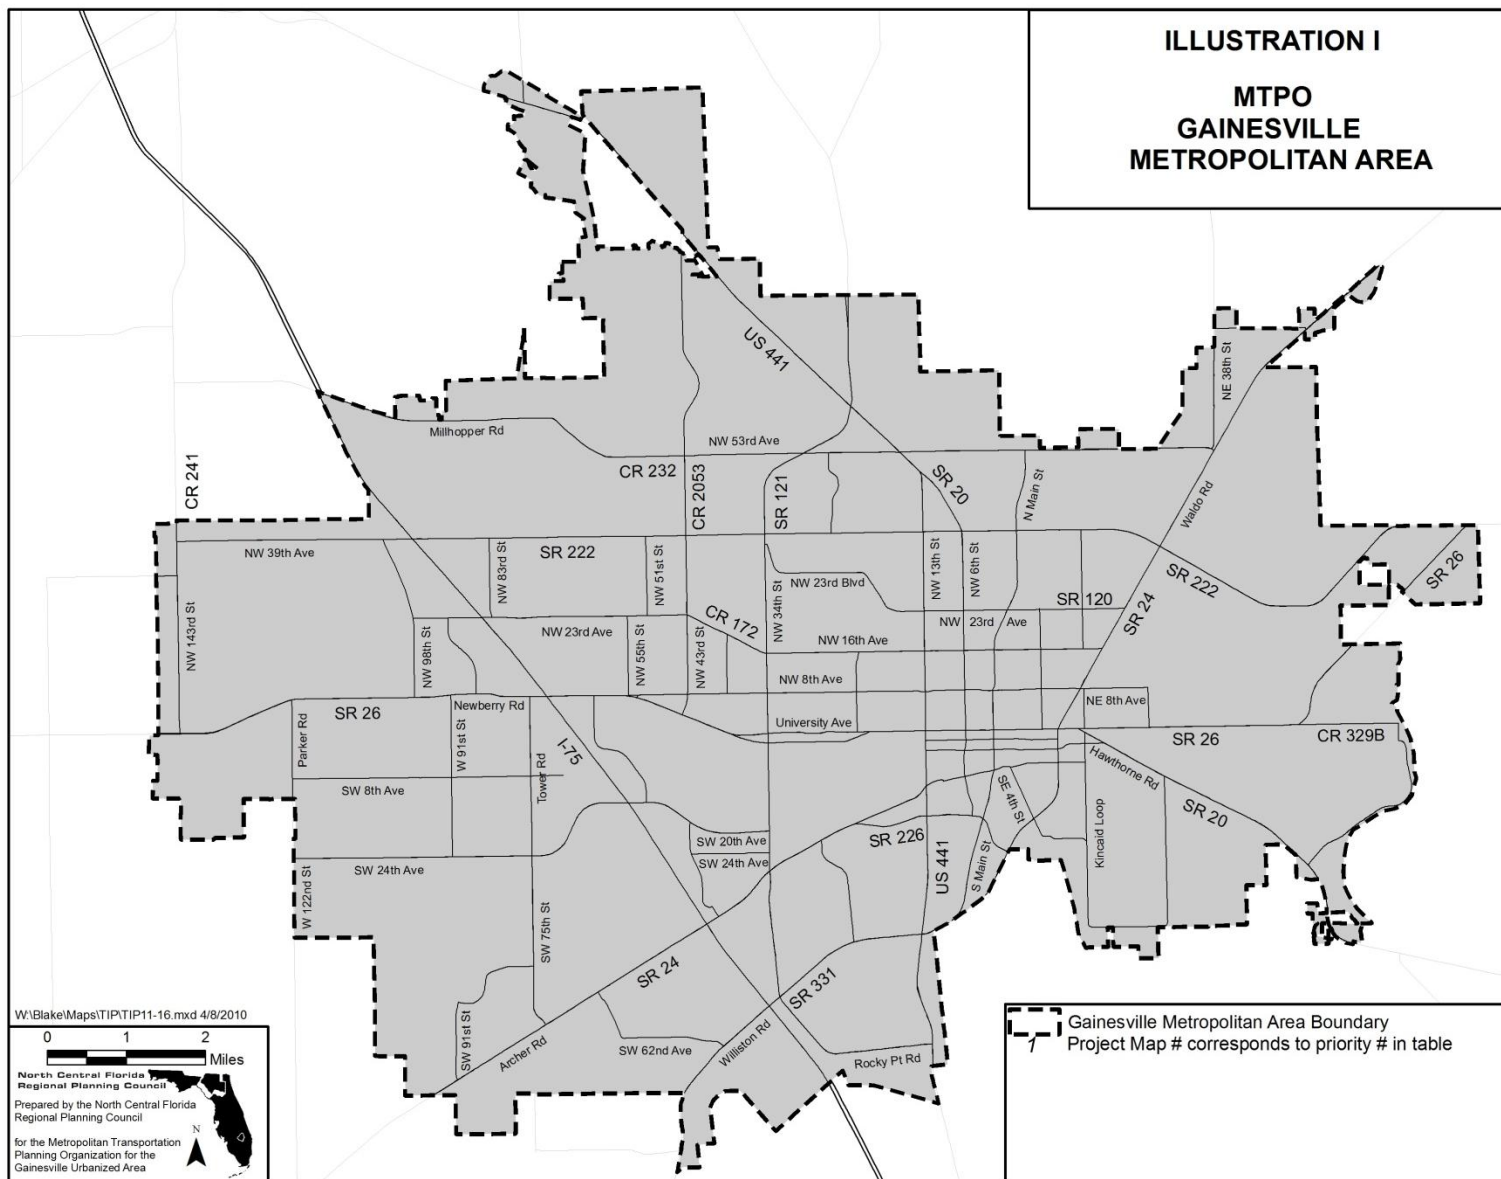 ILLUSTRATION I
MTPO
GAINESVILLE
METROPOLITAN AREA
US 441
NE 38th St
Millhopper Rd
NW 53rd Ave
CR 241
CR 232
CR 2053
SR 121
SR 20
N Main St
Waldo Rd
NW 39th Ave
SR 222
NW 83rd St
NW 51st St
NW 13th St
NW 6th St
SR 26
SR 222
NW 23rd Blvd
NW 34th St
SR 120
SR 24
CR 172
NW 143rd St
NW 98th St
NW 23rd Ave
NW 55th St
NW 43rd St
NW 16th Ave
NW 23rd Ave
NW 8th Ave
NE 8th Ave
Newberry Rd
SR 26
University Ave
Parker Rd
W 91st St
Tower Rd
I-75
SR 26
CR 329B
Hawthorne Rd
SW 8th Ave
SE 4th St
SR 20
SW 20th Ave
SR 226
Kincaid Loop
SW 24th Ave
SW 24th Ave
US 441
S Main St
W 122nd St
SW 75th St
SR 24
SR 331
SW 91st St
Archer Rd
SW 62nd Ave
Williston Rd
Rocky Pt Rd
W:\Blake\Maps\TIP\TIP11-16.mxd 4/8/2010
0 1 2
Miles
North Central Florida
Regional Planning Council
Prepared by the North Central Florida
Regional Planning Council
N
for the Metropolitan Transportation
Planning Organization for the
Gainesville Urbanized Area
Gainesville Metropolitan Area Boundary
1 Project Map # corresponds to priority # in table